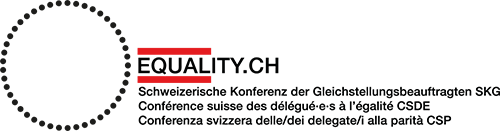 EQUALITY.CH
Schweizerische Konferenz der Gleichstellungsbeauftragten SKG
Conférence suisse des délégué·e·s à l'égalité CSDE
Conferenza svizzera delle/dei delegate/i alla parità CSP